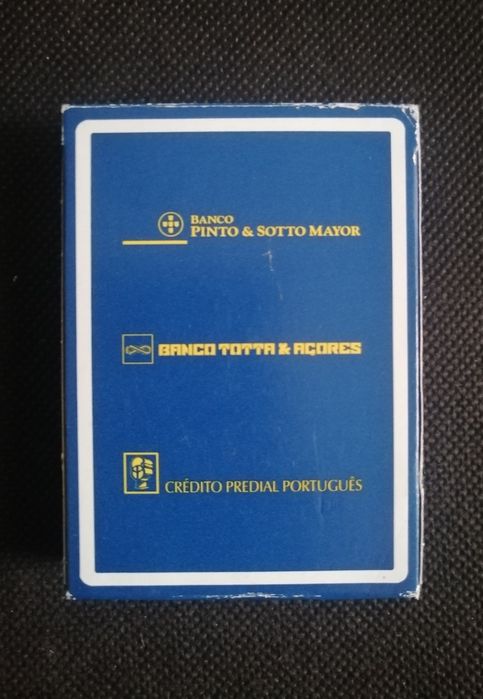 BANCO
PINTO & SOTTO MAYOR
BANCO TOTTA & AÇORES
CRÉDITO PREDIAL PORTUGUÊS